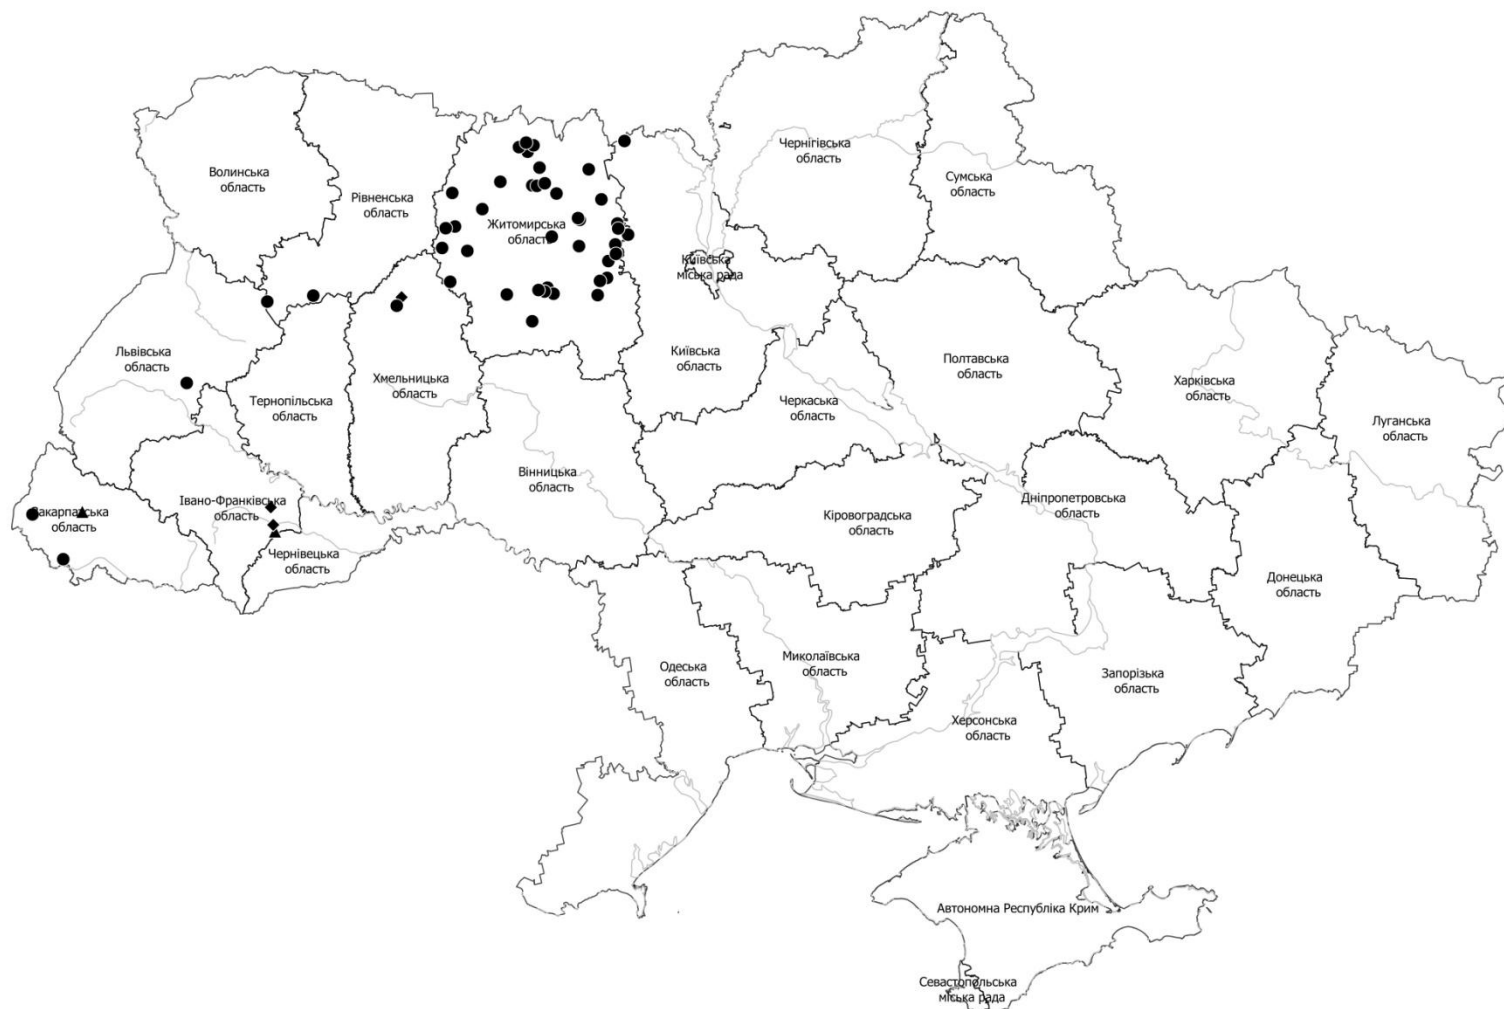 Чернігівська
область
Сумська
область
Волинська
область
Рівненська
область
Житомирська
область
Київська
міська рада
Львівська
область
Київська
область
Полтавська
область
Хмельницька
область
Харківська
область
Тернопільська
область
Черкаська
область
Луганська
область
Вінницька
область
Івано-Франківська
область
Закарпатська
область
Дніпропетровська
область
Кіровоградська
область
Чернівецька
область
Донецька
область
Миколаївська
область
Одеська
область
Запорізька
область
Херсонська
область
Автономна Республіка Крим
Севастопольська
міська рада